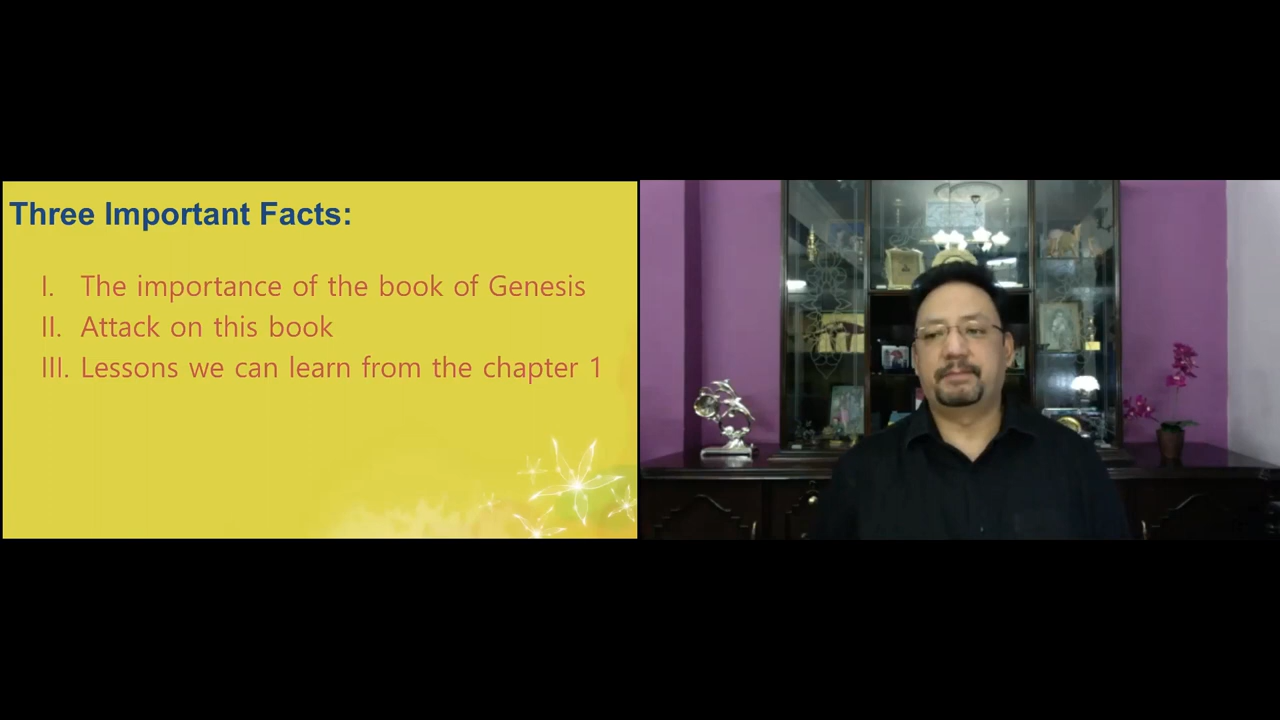 Three Important Facts:
I. The importance of the book of Genesis
II. Attack on this book
III. Lessons we can learn from the chapter 1